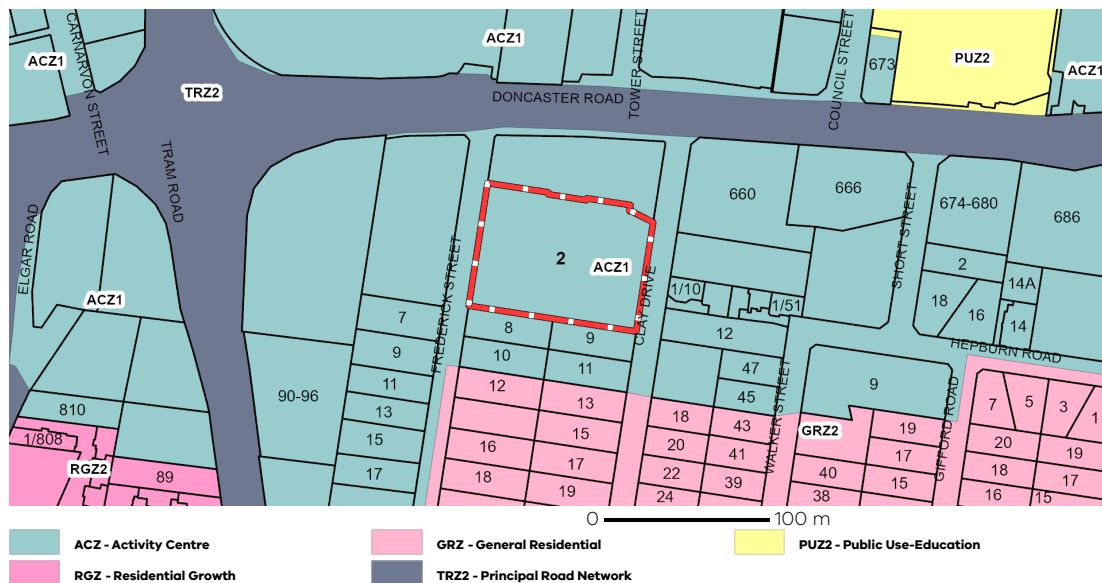 CARNARVON STREET
ACZ1
TRZ2
TRAM ROAD
ACZ1
TOWER STREET
DONCASTER ROAD
COUNCIL STREET
673
PUZ2
ACZ1
ELGAR ROAD
ACZ1
810
1/808
RGZ2
89
90-96
7
9
11
13
15
17
FREDERICK STREET
2
ACZ1
CLAY DRIVE
8
9
10
11
12
13
15
16
17
18
19
660
666
1/10
1/51
12
47
45
18
43
20
41
22
39
24
WALKER STREET
SHORT STREET
674-680
686
2
14A
18
16
14
HEPBURN ROAD
9
GRZ2
GIFFORD ROAD
19
17
40
15
38
7
5
3
1
20
19
18
17
16
15
0 100 m
ACZ - Activity Centre
GRZ - General Residential
PUZ2 - Public Use-Education
RGZ - Residential Growth
TRZ2 - Principal Road Network